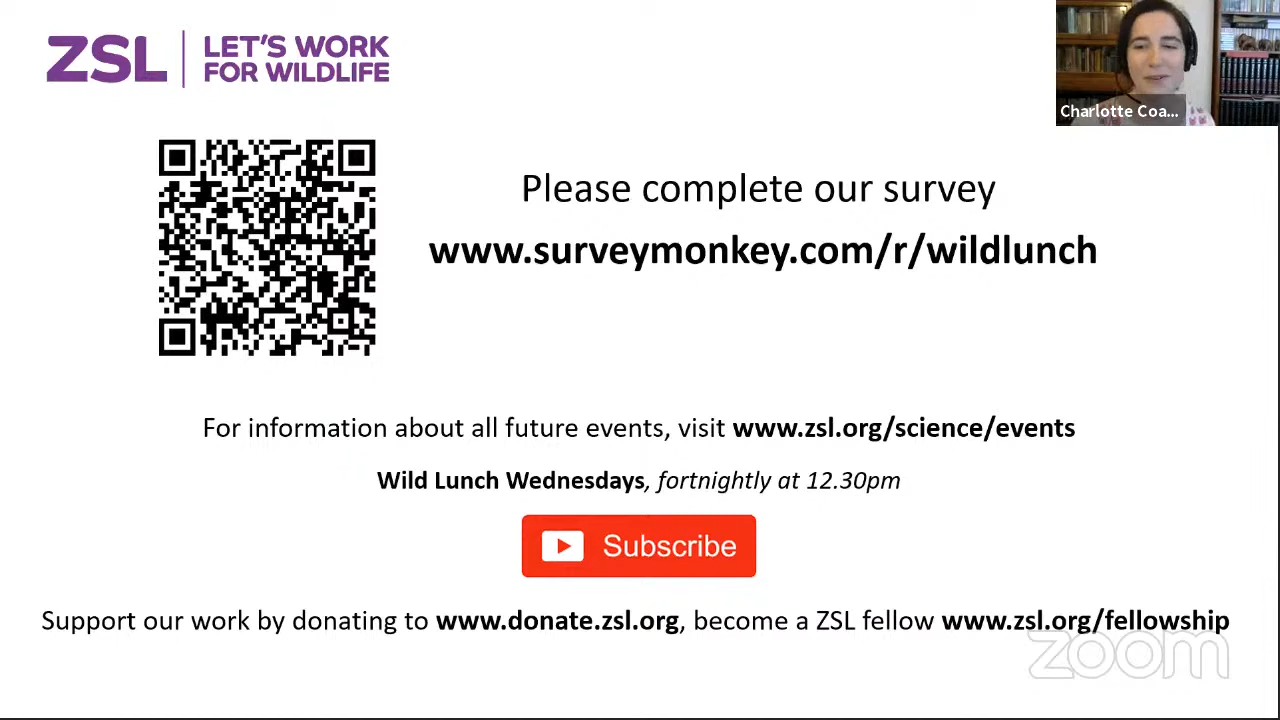 ZSL
LET'S WORK
FOR WILDLIFE
Charlotte Coa...
Please complete our survey
www.surveymonkey.com/r/wildlunch
For information about all future events, visit www.zsl.org/science/events
Wild Lunch Wednesdays, fortnightly at 12.30pm
Subscribe
Support our work by donating to www.donate.zsl.org, become a ZSL fellow www.zsl.org/fellowship
zoom